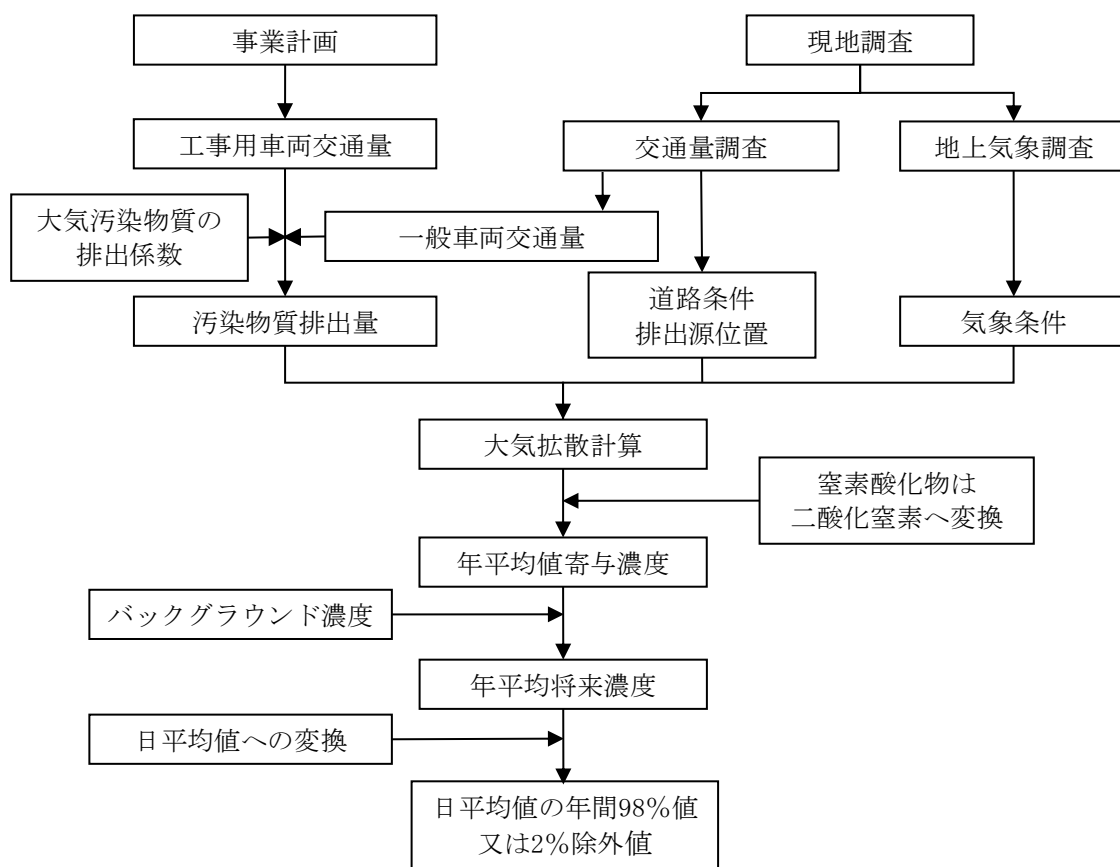 事業計画
現地調査
工事用車両交通量
交通量調査
地上気象調査
大気汚染物質の
排出係数
一般車両交通量
汚染物質排出量
道路条件
排出源位置
気象条件
大気拡散計算
窒素酸化物は
二酸化窒素へ変換
年平均値寄与濃度
バックグラウンド濃度
年平均将来濃度
日平均値への変換
日平均値の年間98%値
又は2%除外値